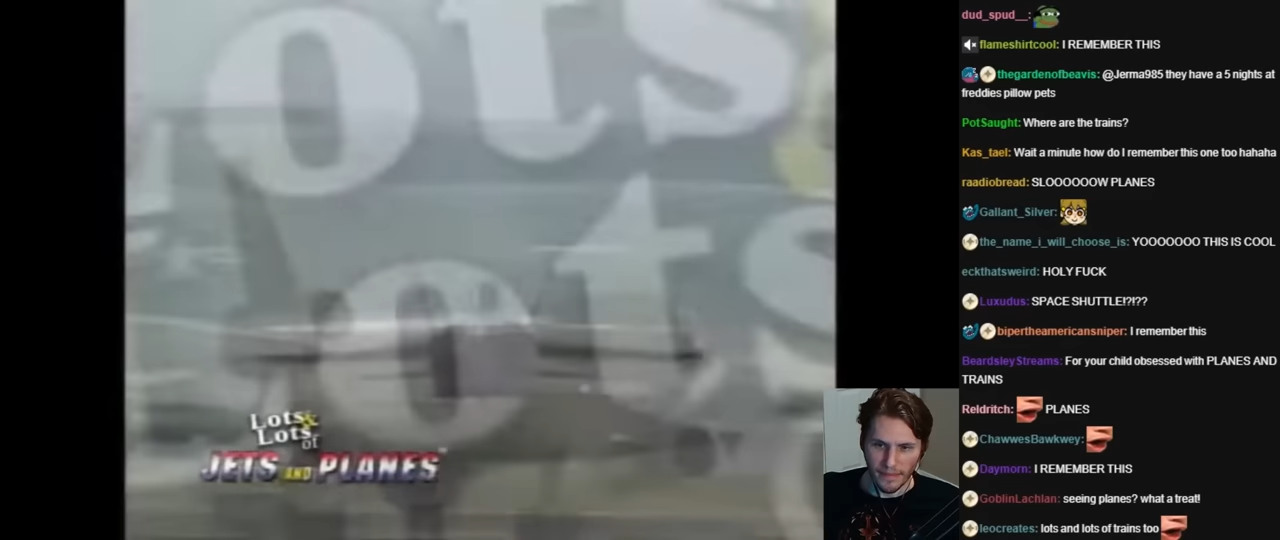 ots
ots
Lots &
Lots of
JETS AND PLANES™
dud_spud__:
flameshirtcool: I REMEMBER THIS
thegardenofbeavis: @Jerma985 they have a 5 nights at
freddies pillow pets
PotSaught: Where are the trains?
Kas_tael: Wait a minute how do I remember this one too hahaha
raadiobread: SLOOOOOOW PLANES
Gallant_Silver:
the_name_i_will_choose_is: YOOOOOOO THIS IS COOL
eckthatsweird: HOLY FUCK
Luxudus: SPACE SHUTTLE!?!??
bipertheamericansniper: I remember this
BeardsleyStreams: For your child obsessed with PLANES AND
TRAINS
Reldritch: PLANES
ChawwesBawkwey:
Daymorn: I REMEMBER THIS
GoblinLachlan: seeing planes? what a treat!
leocreates: lots and lots of trains too